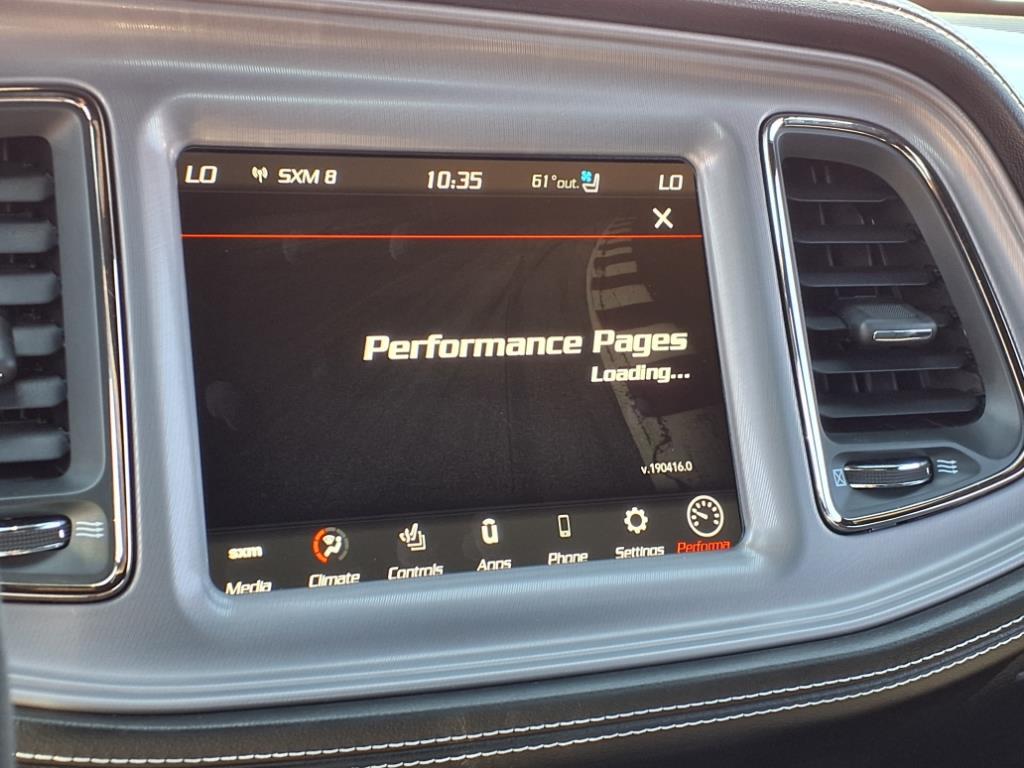 LO SXM 8 10:35 61°out. LO
Performance Pages
Loading...
v.190416.0
sxm
Media Climate Controls Apps Phone Settings Performa